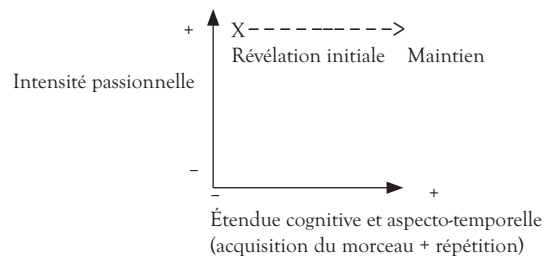 + X - - - - - - - - - - ->
Révélation initiale Maintien
Intensité passionnelle
–
– +
Étendue cognitive et aspecto-temporelle
(acquisition du morceau + répétition)